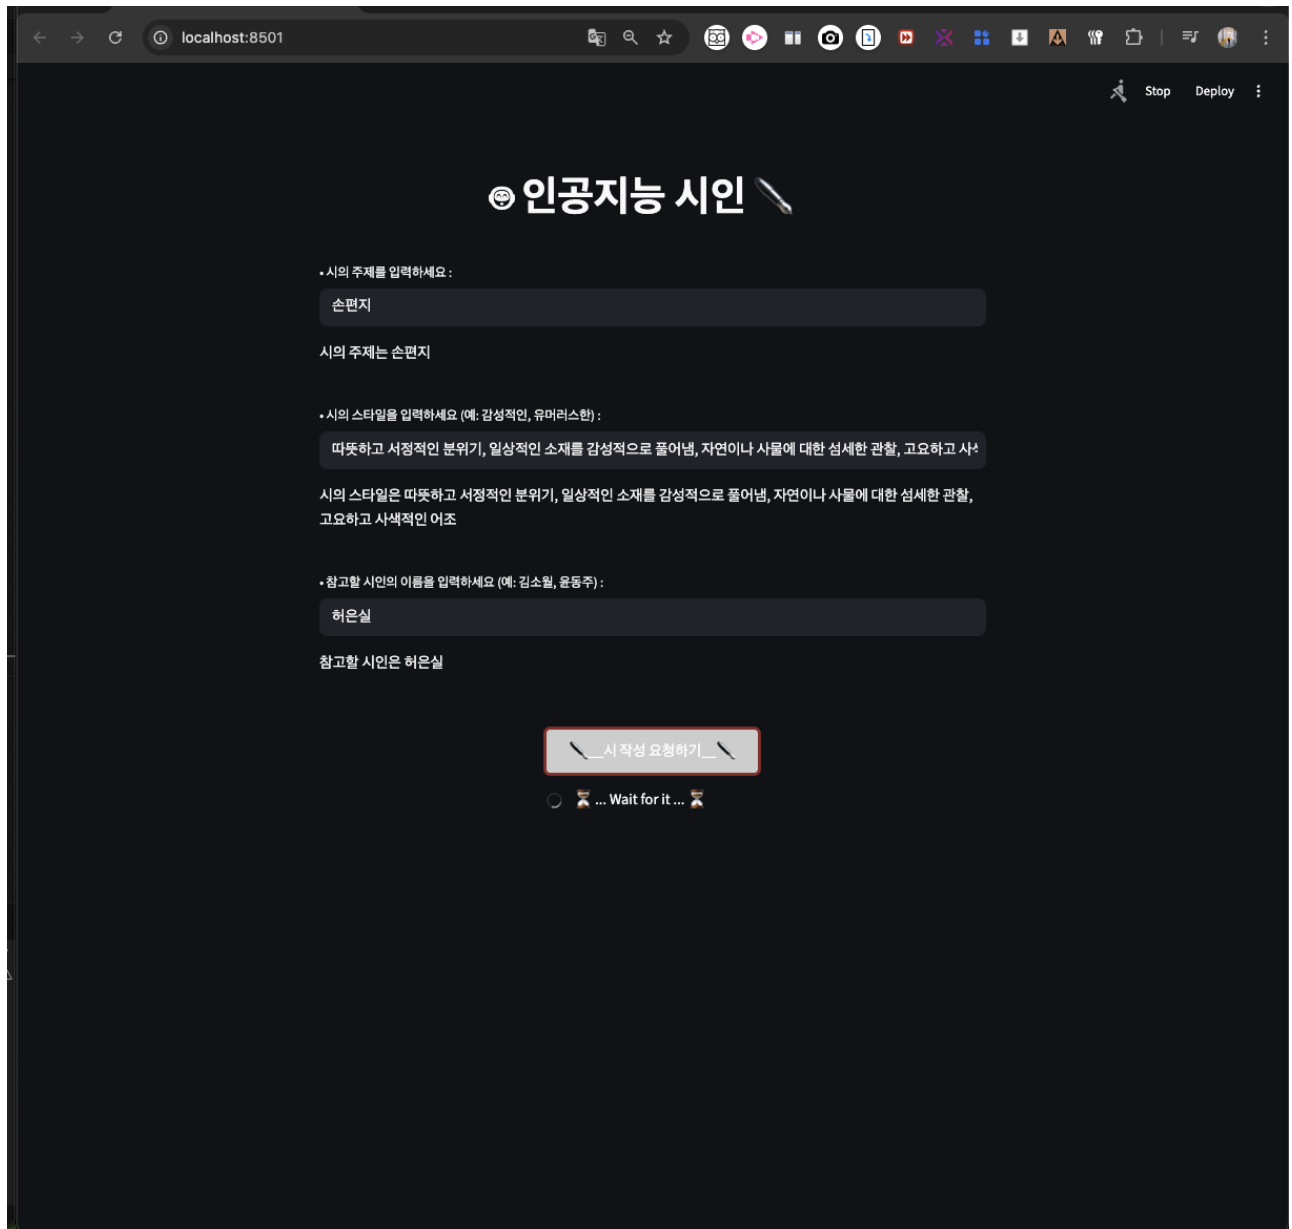 localhost:8501
Stop Deploy
인공지능 시인
• 시의 주제를 입력하세요 :
손편지
시의 주제는 손편지
• 시의 스타일을 입력하세요 (예: 감성적인, 유머러스한) :
따뜻하고 서정적인 분위기, 일상적인 소재를 감성적으로 풀어냄, 자연이나 사물에 대한 섬세한 관찰, 고요하고 사색
시의 스타일은 따뜻하고 서정적인 분위기, 일상적인 소재를 감성적으로 풀어냄, 자연이나 사물에 대한 섬세한 관찰,
고요하고 사색적인 어조
• 참고할 시인의 이름을 입력하세요 (예: 김소월, 윤동주) :
허은실
참고할 시인은 허은실
__시 작성 요청하기__
... Wait for it ...